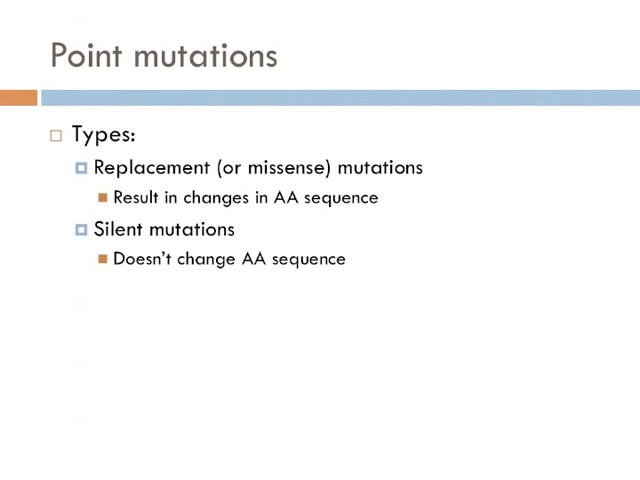 Point mutations
Types:
Replacement (or missense) mutations
Result in changes in AA sequence
Silent mutations
Doesn't change AA sequence